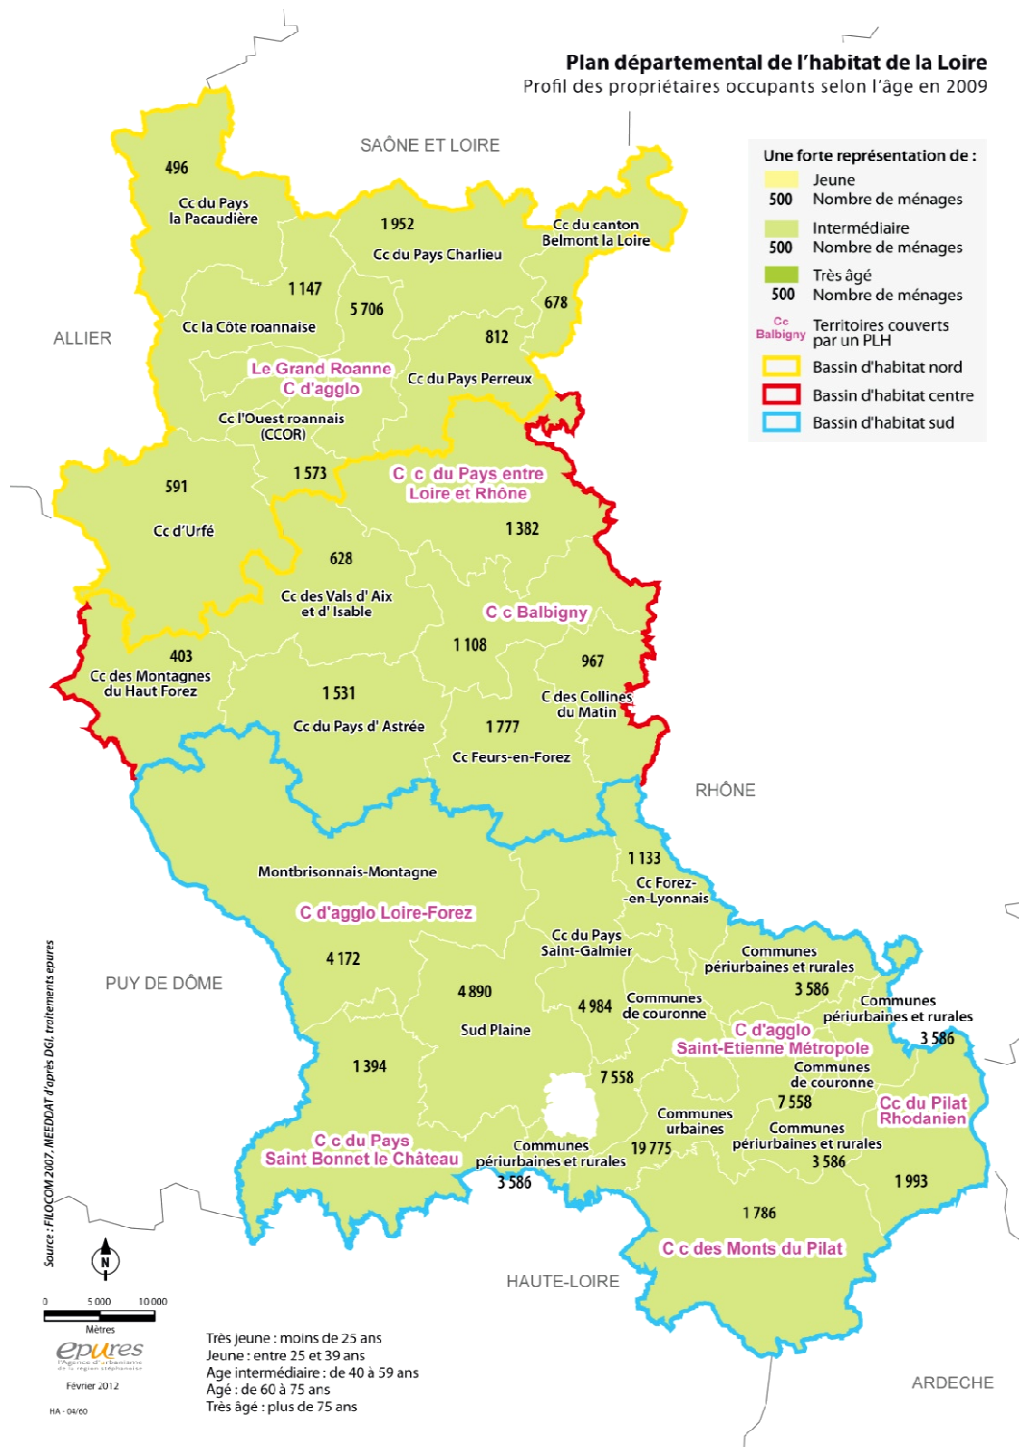 Plan départemental de l'habitat de la Loire
Profil des propriétaires occupants selon l'âge en 2009
SAÔNE ET LOIRE
Une forte représentation de :
Jeune
500 Nombre de ménages
Intermédiaire
500 Nombre de ménages
Très âgé
500 Nombre de ménages
Cc
Balbigny
Territoires couverts
par un PLH
Bassin d'habitat nord
Bassin d'habitat centre
Bassin d'habitat sud
496
Cc du Pays
la Pacaudière
1 952
Cc du Pays Charlieu
Cc du canton
Belmont la Loire
678
1 147
Cc la Côte roannaise
5 706
812
ALLIER
Le Grand Roanne
C d'agglo
Cc du Pays Perreux
Cc l'Ouest roannais
(CCOR)
1 573
591
Cc d'Urfé
C c du Pays entre
Loire et Rhône
1 382
628
Cc des Vals d' Aix
et d' Isable
C c Balbigny
1 108
967
403
Cc des Montagnes
du Haut Forez
1 531
Cc du Pays d' Astrée
C des Collines
du Matin
1 777
Cc Feurs-en-Forez
RHÔNE
Montbrisonnais-Montagne
C d'agglo Loire-Forez
4 172
1 133
Cc Forez-
-en-Lyonnais
Cc du Pays
Saint-Galmier
4 890
Sud Plaine
4 984
Communes
de couronne
Communes
périurbaines et rurales
3 586
Communes
périurbaines et rurales
3 586
PUY DE DÔME
C d'agglo
Saint-Etienne Métropole
1 394
7 558
Communes
de couronne
7 558
Cc du Pilat
Rhodanien
Communes
urbaines
19 775
Communes
périurbaines et rurales
3 586
C c du Pays
Saint Bonnet le Château
Communes
périurbaines et rurales
3 586
1 993
1 786
C c des Monts du Pilat
HAUTE-LOIRE
ARDECHE
Source : FILOCOM 2007. NEEDDAT d'après DGI, traitements epures
N
0 5 000 10 000
Mètres
epures
l'Agence d'urbanisme
de la région stéphanoise
Février 2012
HA - 04/60
Très jeune : moins de 25 ans
Jeune : entre 25 et 39 ans
Age intermédiaire : de 40 à 59 ans
Agé : de 60 à 75 ans
Très âgé : plus de 75 ans